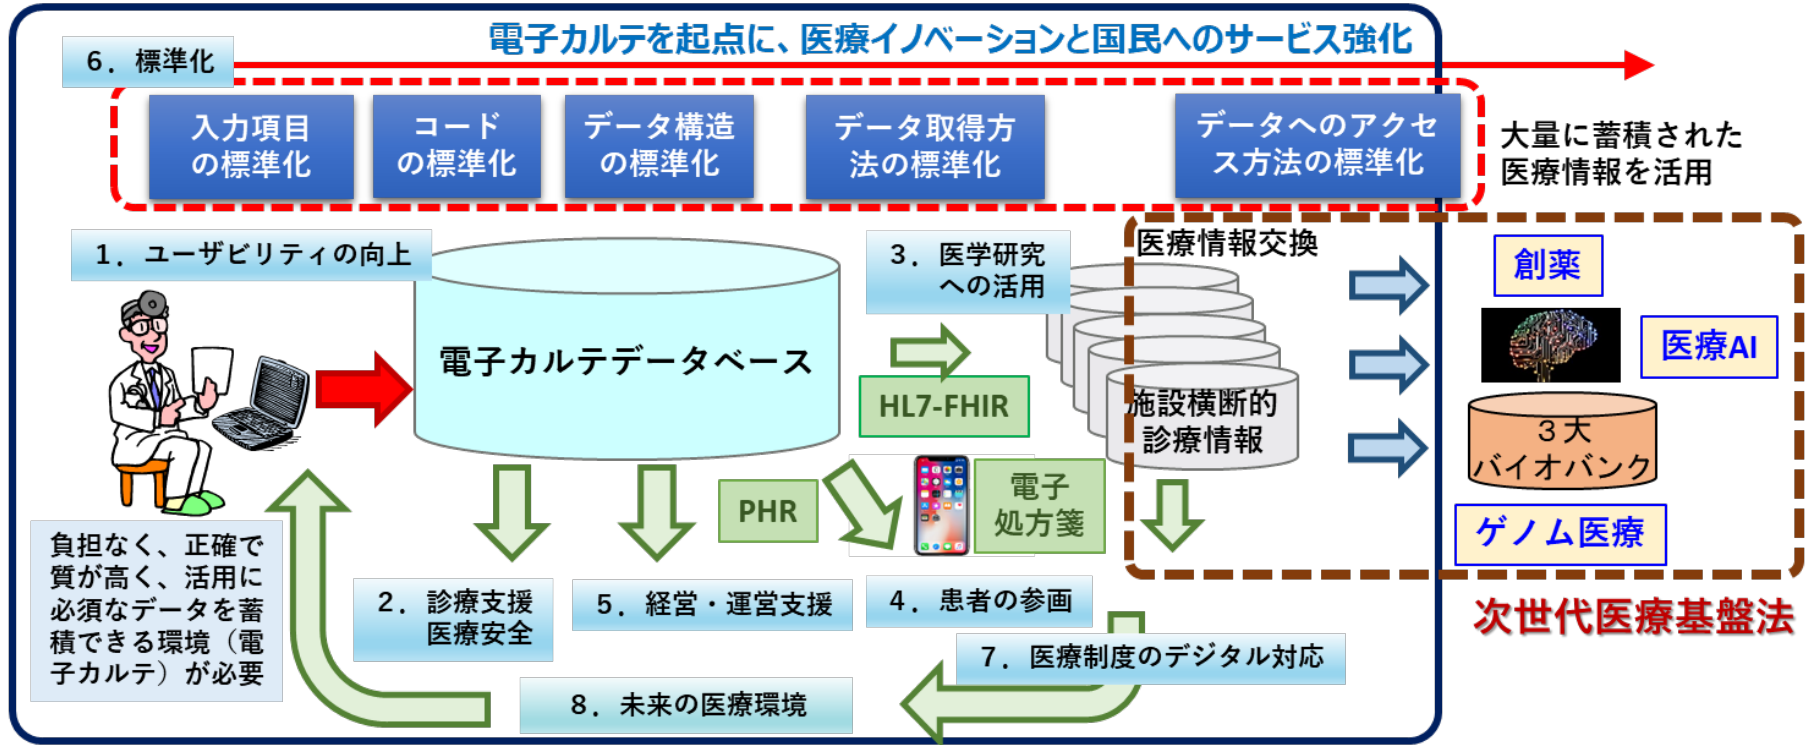 電子カルテを起点に、医療イノベーションと国民へのサービス強化
6．標準化
入力項目
の標準化
コード
の標準化
データ構造
の標準化
データ取得方
法の標準化
データへのアクセ
ス方法の標準化
大量に蓄積された
医療情報を活用
1．ユーザビリティの向上
電子カルテデータベース
3．医学研究
への活用
HL7-FHIR
医療情報交換
施設横断的
診療情報
創薬
医療AI
３大
バイオバンク
ゲノム医療
次世代医療基盤法
PHR
電子
処方箋
負担なく、正確で
質が高く、活用に
必須なデータを蓄
積できる環境（電
子カルテ）が必要
2．診療支援
医療安全
5．経営・運営支援
4．患者の参画
7．医療制度のデジタル対応
8．未来の医療環境